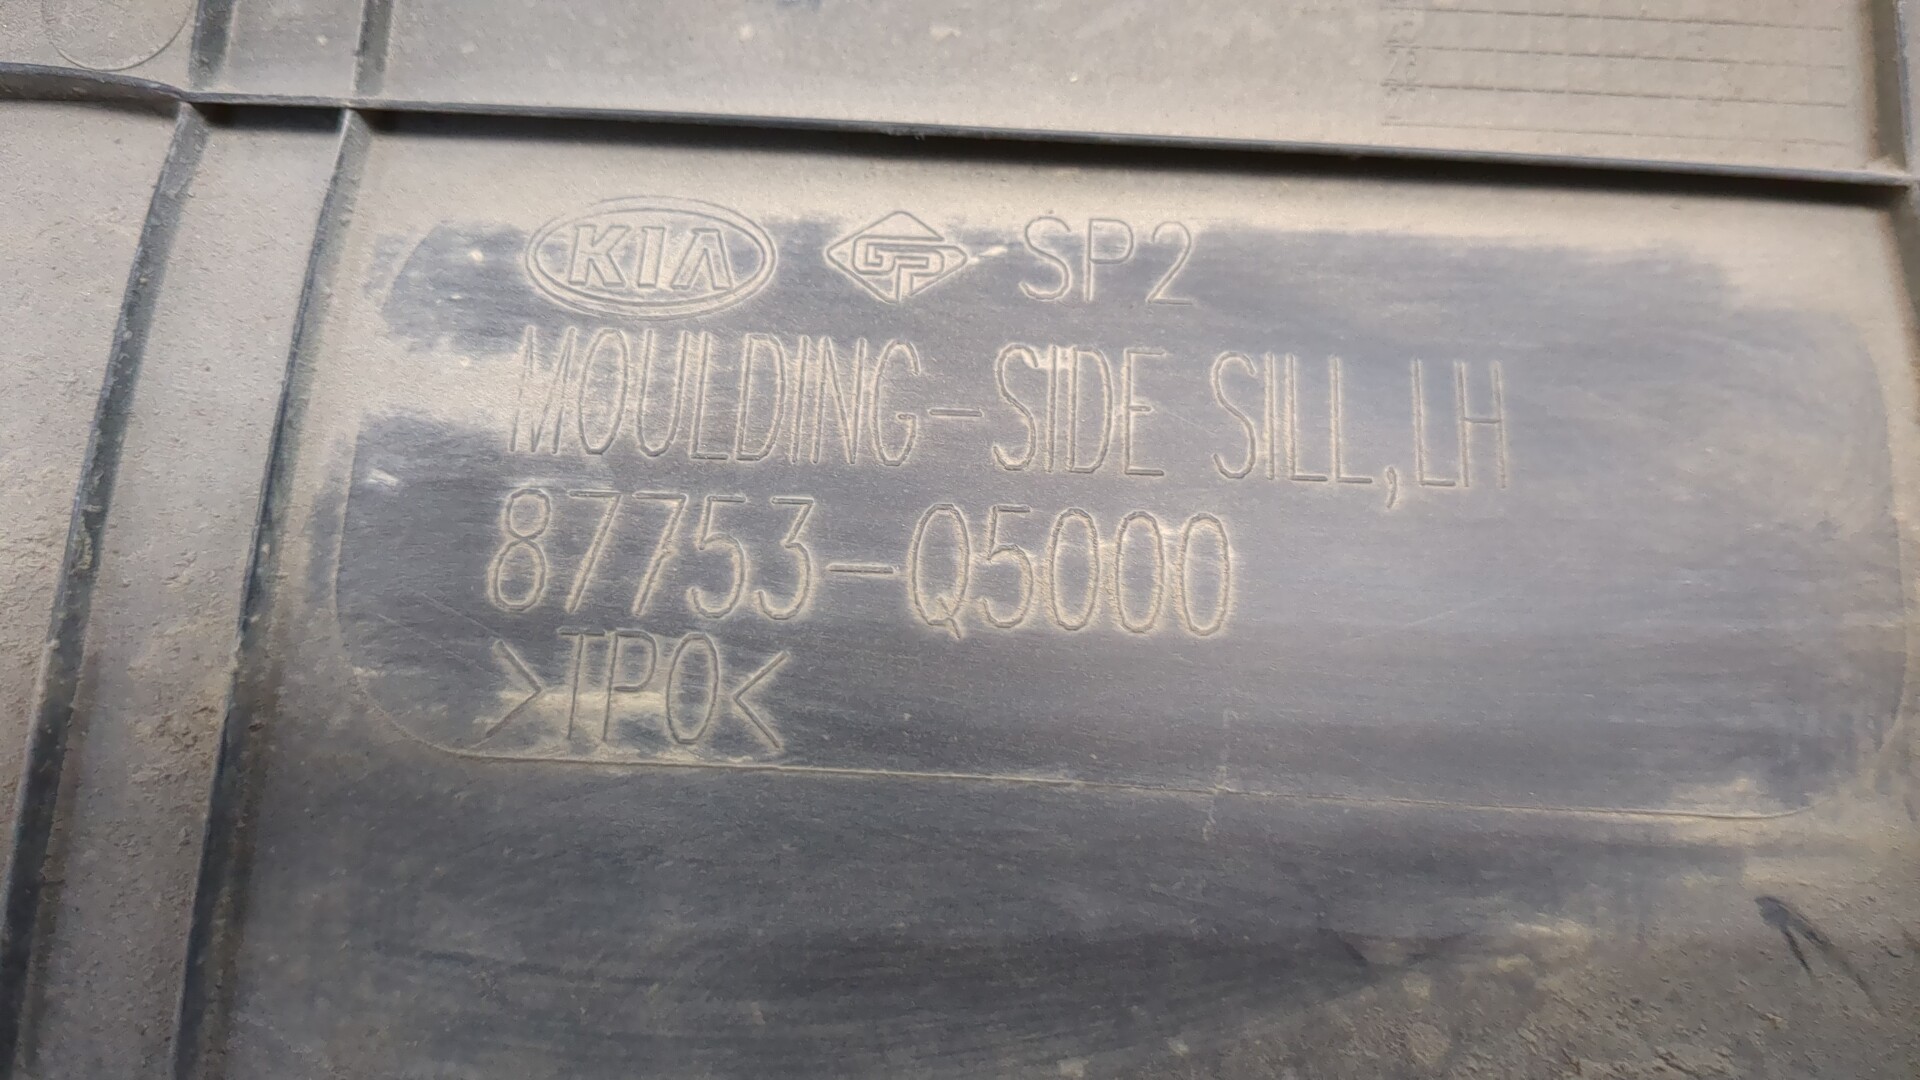 KIA GP SP2
MOULDING-SIDE SILL,LH
87753-Q5000
>TPO<